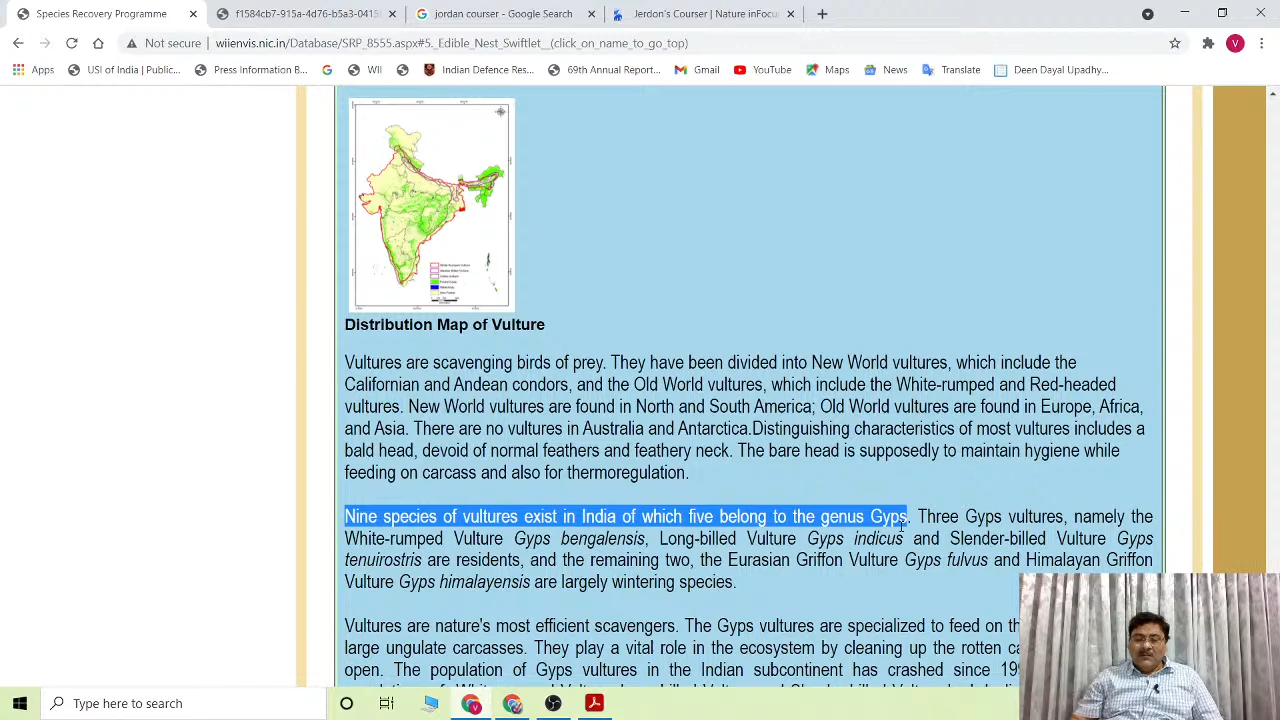 Species Recovery Programme
f1584cb7-915a-4d76-b5a3-0415
jordan courser - Google Search
Jerdon's Courser | Nature inFocus
Not secure | wiienvis.nic.in/Database/SRP_8555.aspx#5_Edible_Nest_Swiftlet__(click_on_name_to_go_top)
V
Apps USI of India | Public... Press Information B... WII Indian Defence Res... 69th Annual Report... Gmail YouTube Maps News Translate Deen Dayal Upadhy...
Distribution Map of Vulture
Vultures are scavenging birds of prey. They have been divided into New World vultures, which include the
Californian and Andean condors, and the Old World vultures, which include the White-rumped and Red-headed
vultures. New World vultures are found in North and South America; Old World vultures are found in Europe, Africa,
and Asia. There are no vultures in Australia and Antarctica.Distinguishing characteristics of most vultures includes a
bald head, devoid of normal feathers and feathery neck. The bare head is supposedly to maintain hygiene while
feeding on carcass and also for thermoregulation.
Nine species of vultures exist in India of which five belong to the genus Gyps. Three Gyps vultures, namely the
White-rumped Vulture Gyps bengalensis, Long-billed Vulture Gyps indicus and Slender-billed Vulture Gyps
tenuirostris are residents, and the remaining two, the Eurasian Griffon Vulture Gyps fulvus and Himalayan Griffon
Vulture Gyps himalayensis are largely wintering species.
Vultures are nature's most efficient scavengers. The Gyps vultures are specialized to feed on
large ungulate carcasses. They play a vital role in the ecosystem by cleaning up the rotten
open. The population of Gyps vultures in the Indian subcontinent has crashed since
Type here to search